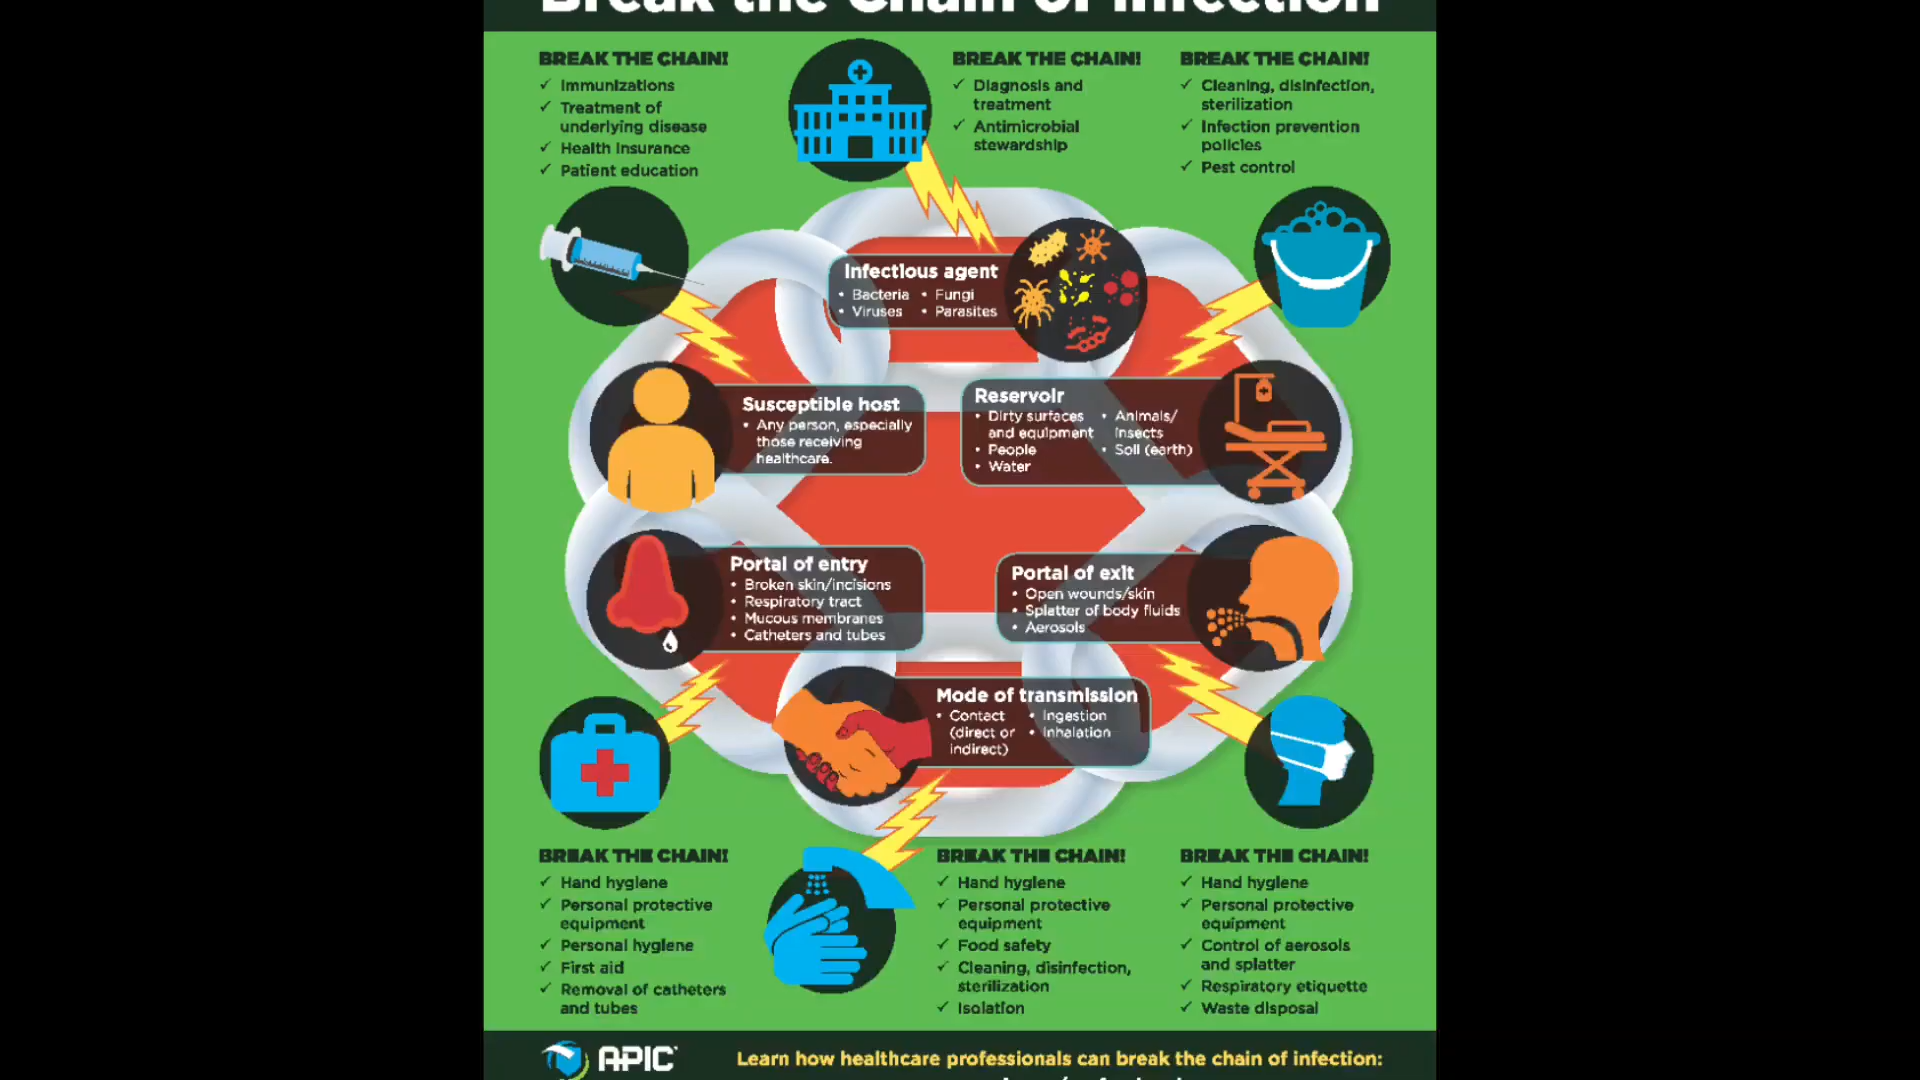 Break the Chain of Infection
BREAK THE CHAIN!
✓ Immunizations
✓ Treatment of
underlying disease
✓ Health insurance
✓ Patient education
BREAK THE CHAIN!
✓ Diagnosis and
treatment
✓ Antimicrobial
stewardship
BREAK THE CHAIN!
✓ Cleaning, disinfection,
sterilization
✓ Infection prevention
policies
✓ Pest control
Infectious agent
• Bacteria • Fungi
• Viruses • Parasites
Susceptible host
• Any person, especially
those receiving
healthcare.
Reservoir
• Dirty surfaces
and equipment
• People
• Water
• Animals/
insects
• Soil (earth)
Portal of entry
• Broken skin/incisions
• Respiratory tract
• Mucous membranes
• Catheters and tubes
Portal of exit
• Open wounds/skin
• Splatter of body fluids
• Aerosols
Mode of transmission
• Contact
(direct or
indirect)
• Ingestion
• Inhalation
BREAK THE CHAIN!
✓ Hand hygiene
✓ Personal protective
equipment
✓ Personal hygiene
✓ First aid
✓ Removal of catheters
and tubes
BREAK THE CHAIN!
✓ Hand hygiene
✓ Personal protective
equipment
✓ Food safety
✓ Cleaning, disinfection,
sterilization
✓ Isolation
BREAK THE CHAIN!
✓ Hand hygiene
✓ Personal protective
equipment
✓ Control of aerosols
and splatter
✓ Respiratory etiquette
✓ Waste disposal
APIC
Learn how healthcare professionals can break the chain of infection: